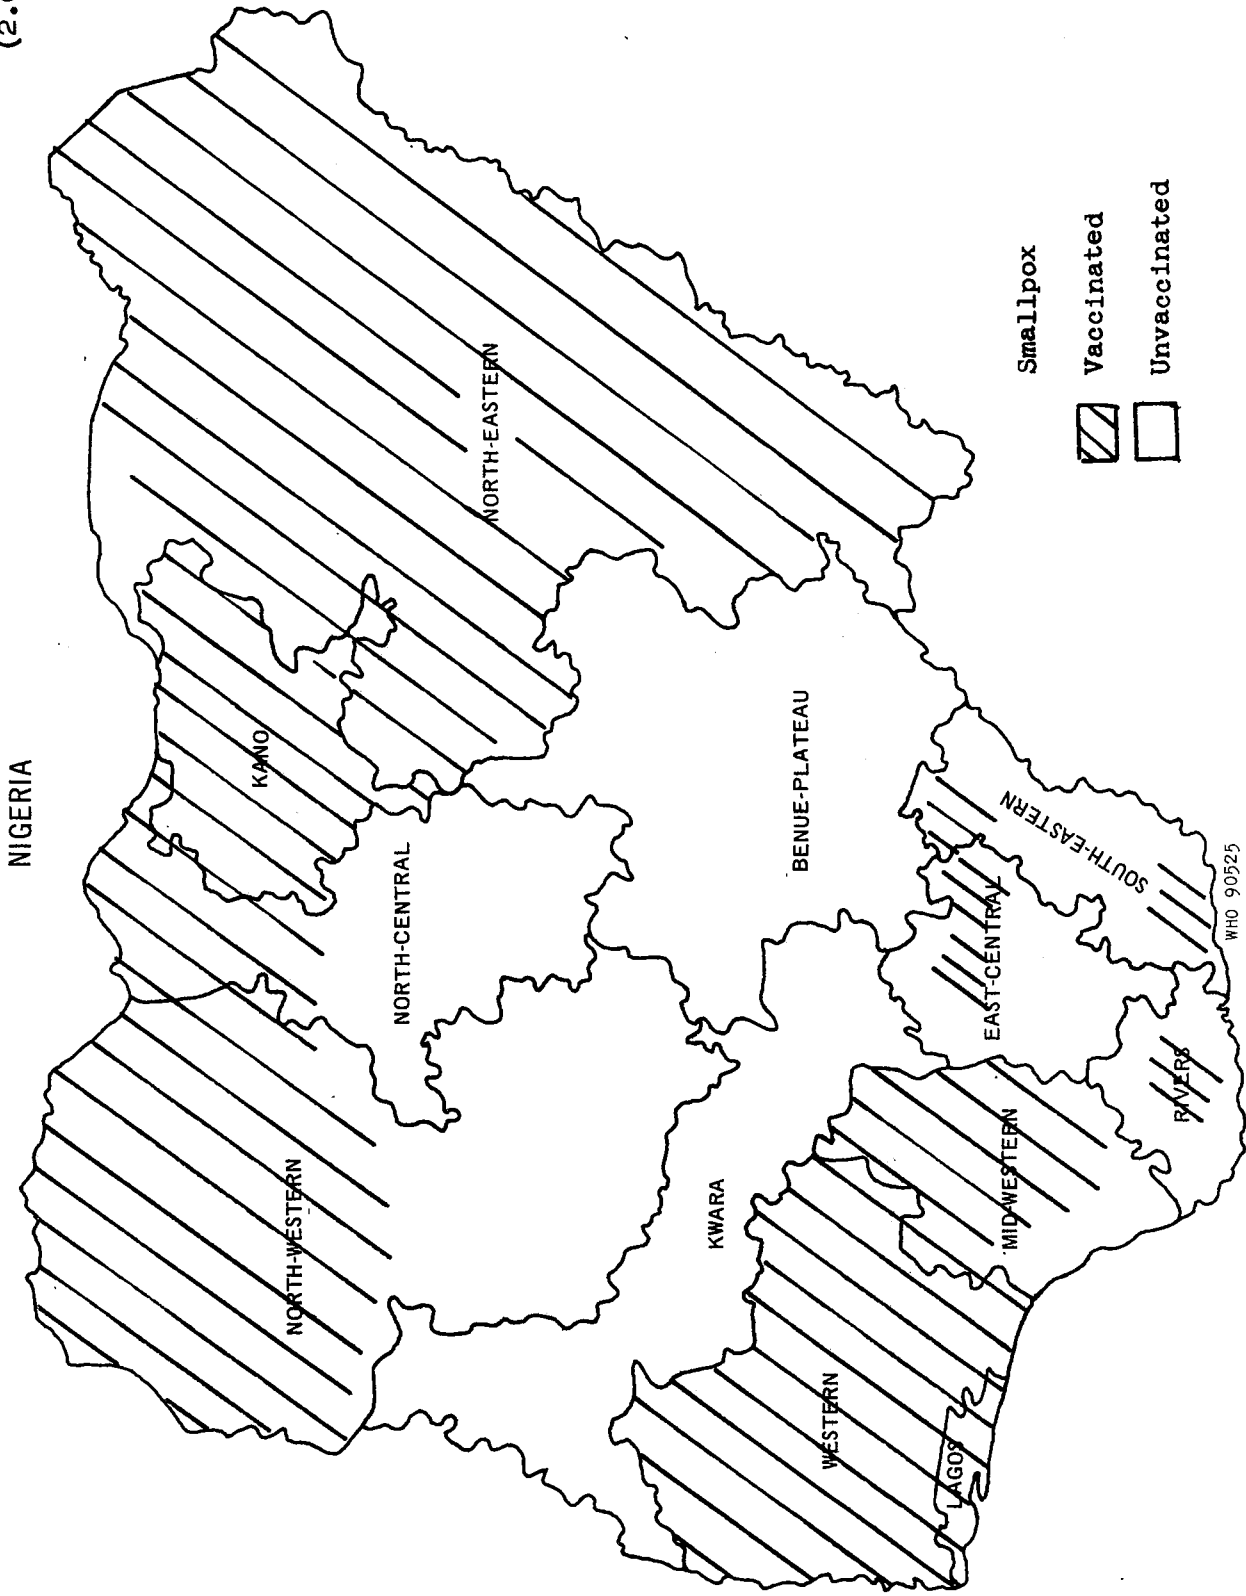 (2.
NIGERIA
NORTH-WESTERN
NORTH-CENTRAL
KANO
NORTH-EASTERN
KWARA
BENUE-PLATEAU
WESTERN
LAGOS
MID-WESTERN
EAST-CENTRAL
SOUTH-EASTERN
RIVERS
Smallpox
Vaccinated
Unvaccinated
WHO 90525